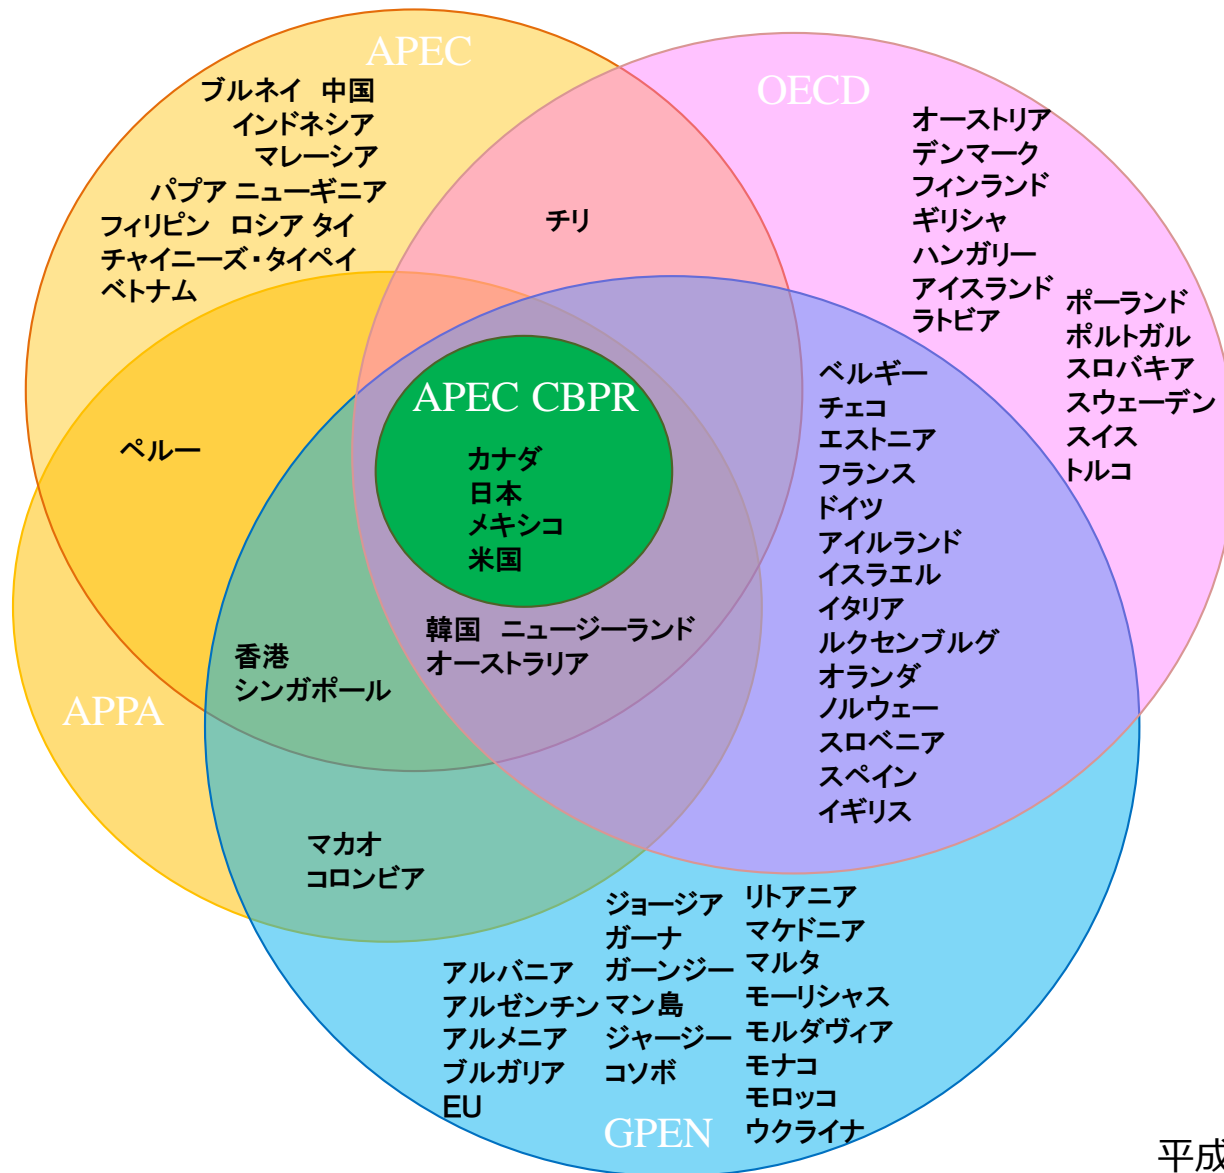 APEC
ブルネイ　中国
インドネシア
マレーシア
パプア ニューギニア
フィリピン　ロシア タイ
チャイニーズ・タイペイ
ベトナム
OECD
オーストリア
デンマーク
フィンランド
ギリシャ
ハンガリー
アイスランド
ラトビア
ポーランド
ポルトガル
スロバキア
スウェーデン
スイス
トルコ
チリ
APEC CBPR
カナダ
日本
メキシコ
米国
ペルー
韓国　ニュージーランド
オーストラリア
香港
シンガポール
APPA
ベルギー
チェコ
エストニア
フランス
ドイツ
アイルランド
イスラエル
イタリア
ルクセンブルグ
オランダ
ノルウェー
スロベニア
スペイン
イギリス
マカオ
コロンビア
アルバニア
アルゼンチン
アルメニア
ブルガリア
EU
ジョージア
ガーナ
ガーンジー
マン島
ジャージー
コソボ
リトアニア
マケドニア
マルタ
モーリシャス
モルダヴィア
モナコ
モロッコ
ウクライナ
GPEN
平成